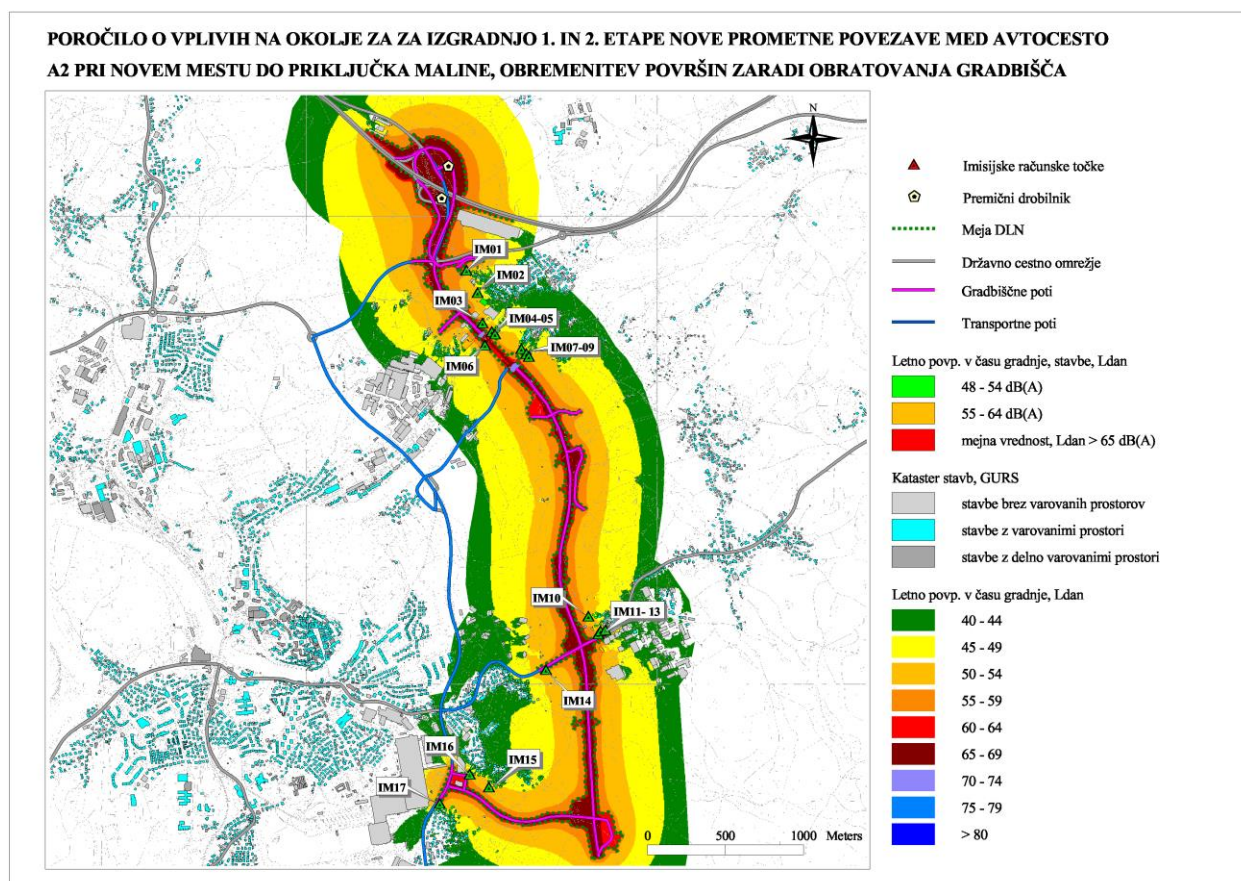 POROČILO O VPLIVIH NA OKOLJE ZA ZA IZGRADNJO 1. IN 2. ETAPE NOVE PROMETNE POVEZAVE MED AVTOCESTO
A2 PRI NOVEM MESTU DO PRIKLJUČKA MALINE, OBREMENITEV POVRŠIN ZARADI OBRATOVANJA GRADBIŠČA
N
IM01
IM02
IM03
IM04-05
IM06
IM07-09
IM10
IM11- 13
IM14
IM16
IM15
IM17
0 500 1000 Meters
Imisijske računske točke
Premični drobilnik
Meja DLN
Državno cestno omrežje
Gradbiščne poti
Transportne poti
Letno povp. v času gradnje, stavbe, Ldan
48 - 54 dB(A)
55 - 64 dB(A)
mejna vrednost, Ldan > 65 dB(A)
Kataster stavb, GURS
stavbe brez varovanih prostorov
stavbe z varovanimi prostori
stavbe z delno varovanimi prostori
Letno povp. v času gradnje, Ldan
40 - 44
45 - 49
50 - 54
55 - 59
60 - 64
65 - 69
70 - 74
75 - 79
> 80